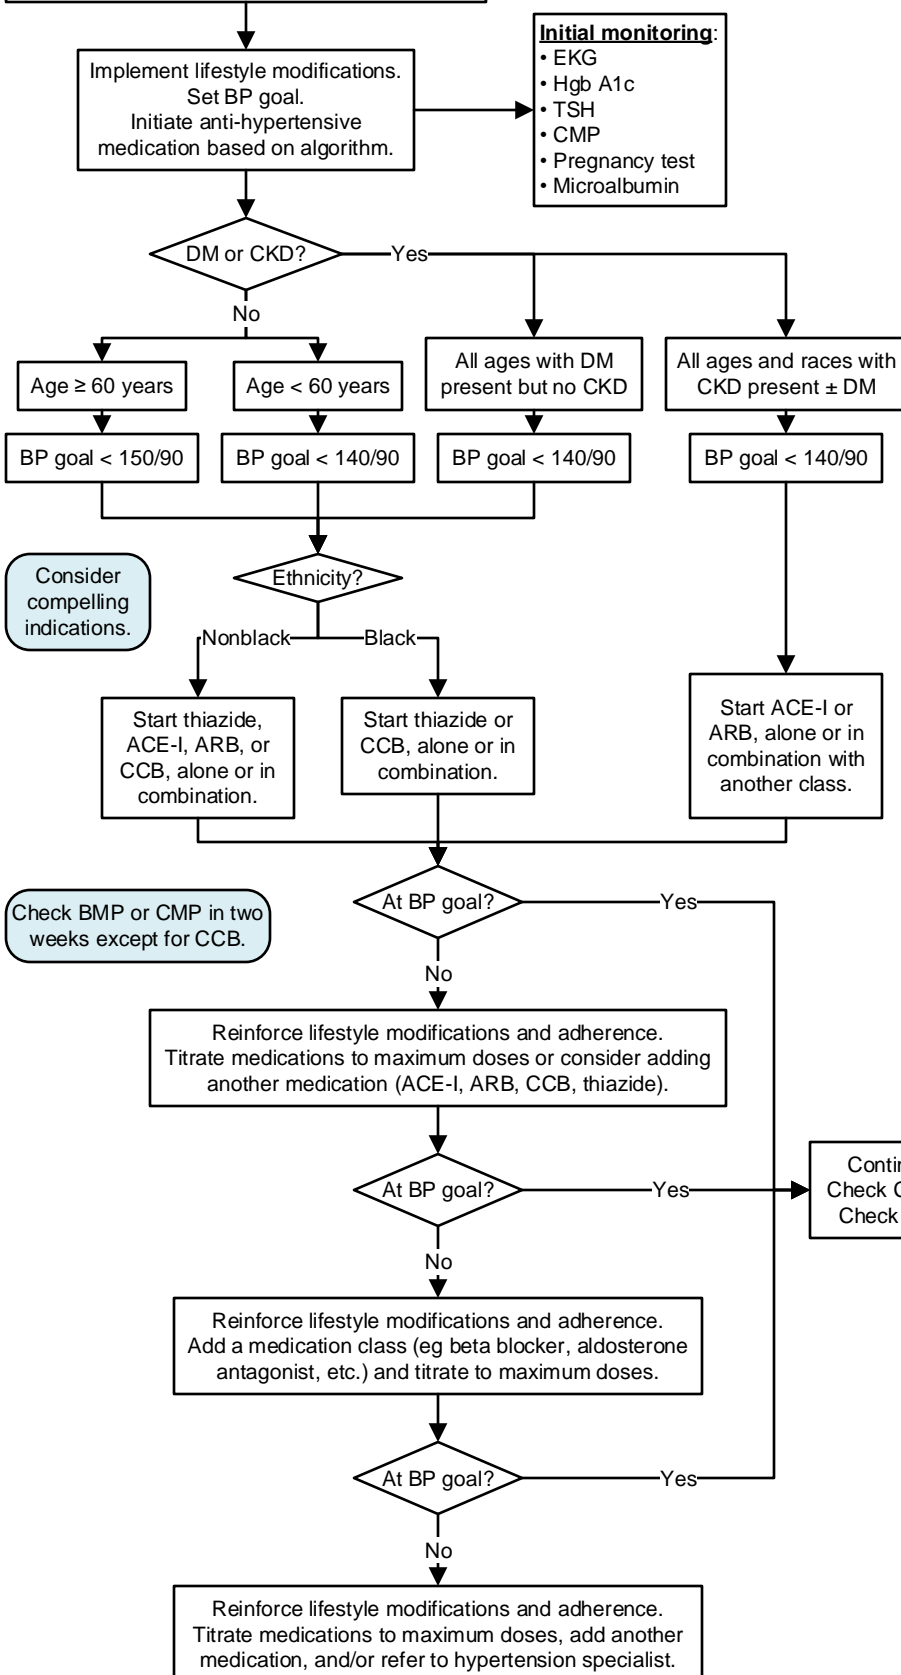 Implement lifestyle modifications.
Set BP goal.
Initiate anti-hypertensive
medication based on algorithm.
Initial monitoring:
• EKG
• Hgb A1c
• TSH
• CMP
• Pregnancy test
• Microalbumin
DM or CKD?
Yes
No
Age ≥ 60 years
Age < 60 years
All ages with DM
present but no CKD
All ages and races with
CKD present ± DM
BP goal < 150/90
BP goal < 140/90
BP goal < 140/90
BP goal < 140/90
Consider
compelling
indications.
Ethnicity?
Nonblack
Black
Start thiazide,
ACE-I, ARB, or
CCB, alone or in
combination.
Start thiazide or
CCB, alone or in
combination.
Start ACE-I or
ARB, alone or in
combination with
another class.
At BP goal?
Yes
Check BMP or CMP in two
weeks except for CCB.
No
Reinforce lifestyle modifications and adherence.
Titrate medications to maximum doses or consider adding
another medication (ACE-I, ARB, CCB, thiazide).
At BP goal?
Yes
Check
No
Reinforce lifestyle modifications and adherence.
Add a medication class (eg beta blocker, aldosterone
antagonist, etc.) and titrate to maximum doses.
At BP goal?
Yes
No
Reinforce lifestyle modifications and adherence.
Titrate medications to maximum doses, add another
medication, and/or refer to hypertension specialist.